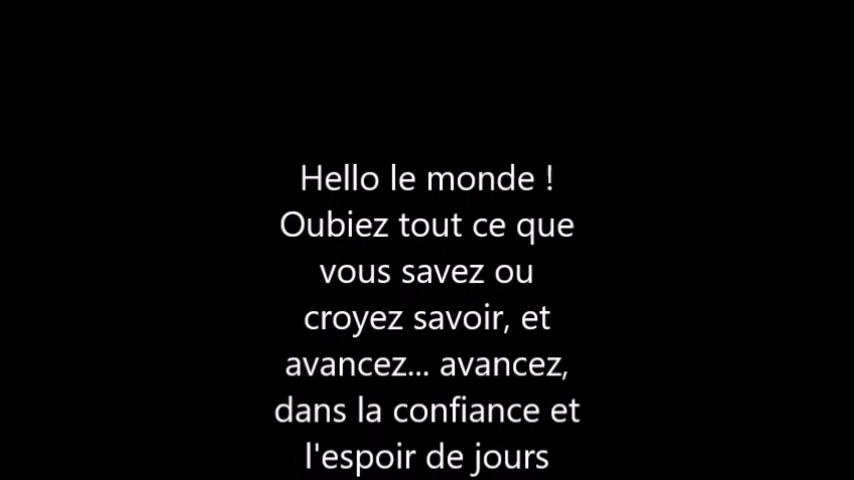 Hello le monde !
Oubiez tout ce que
vous savez ou
croyez savoir, et
avancez... avancez,
dans la confiance et
l'espoir de jours